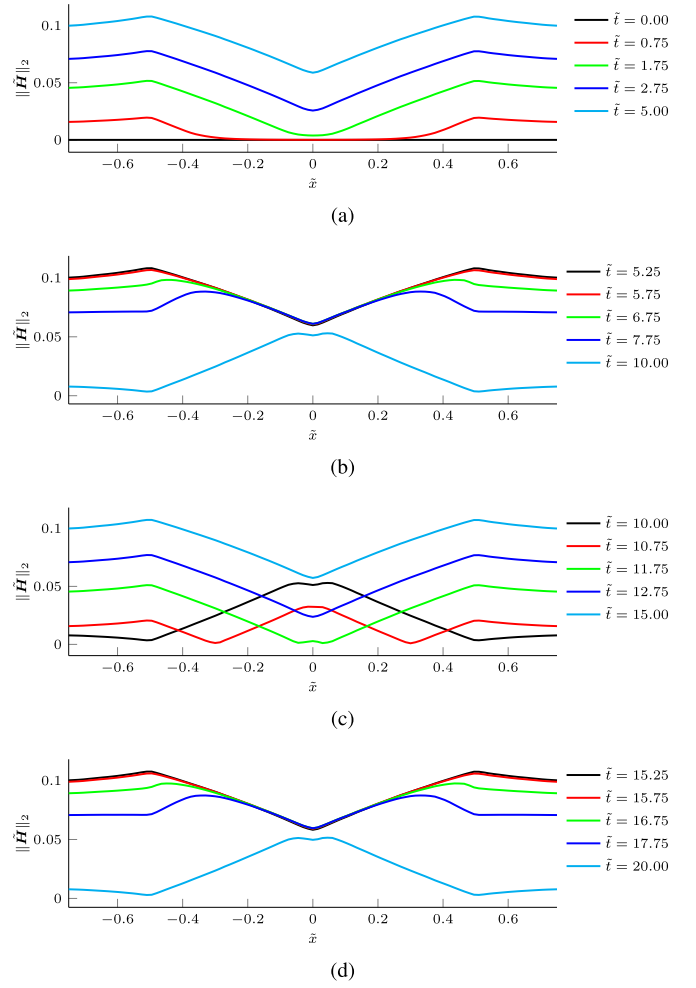 0.1
0.05
0
‖H̃‖₂
−0.6 −0.4 −0.2 0 0.2 0.4 0.6
x̃
t̃ = 0.00
t̃ = 0.75
t̃ = 1.75
t̃ = 2.75
t̃ = 5.00
(a)
0.1
0.05
0
‖H̃‖₂
−0.6 −0.4 −0.2 0 0.2 0.4 0.6
x̃
t̃ = 5.25
t̃ = 5.75
t̃ = 6.75
t̃ = 7.75
t̃ = 10.00
(b)
0.1
0.05
0
‖H̃‖₂
−0.6 −0.4 −0.2 0 0.2 0.4 0.6
x̃
t̃ = 10.00
t̃ = 10.75
t̃ = 11.75
t̃ = 12.75
t̃ = 15.00
(c)
0.1
0.05
0
‖H̃‖₂
−0.6 −0.4 −0.2 0 0.2 0.4 0.6
x̃
t̃ = 15.25
t̃ = 15.75
t̃ = 16.75
t̃ = 17.75
t̃ = 20.00
(d)